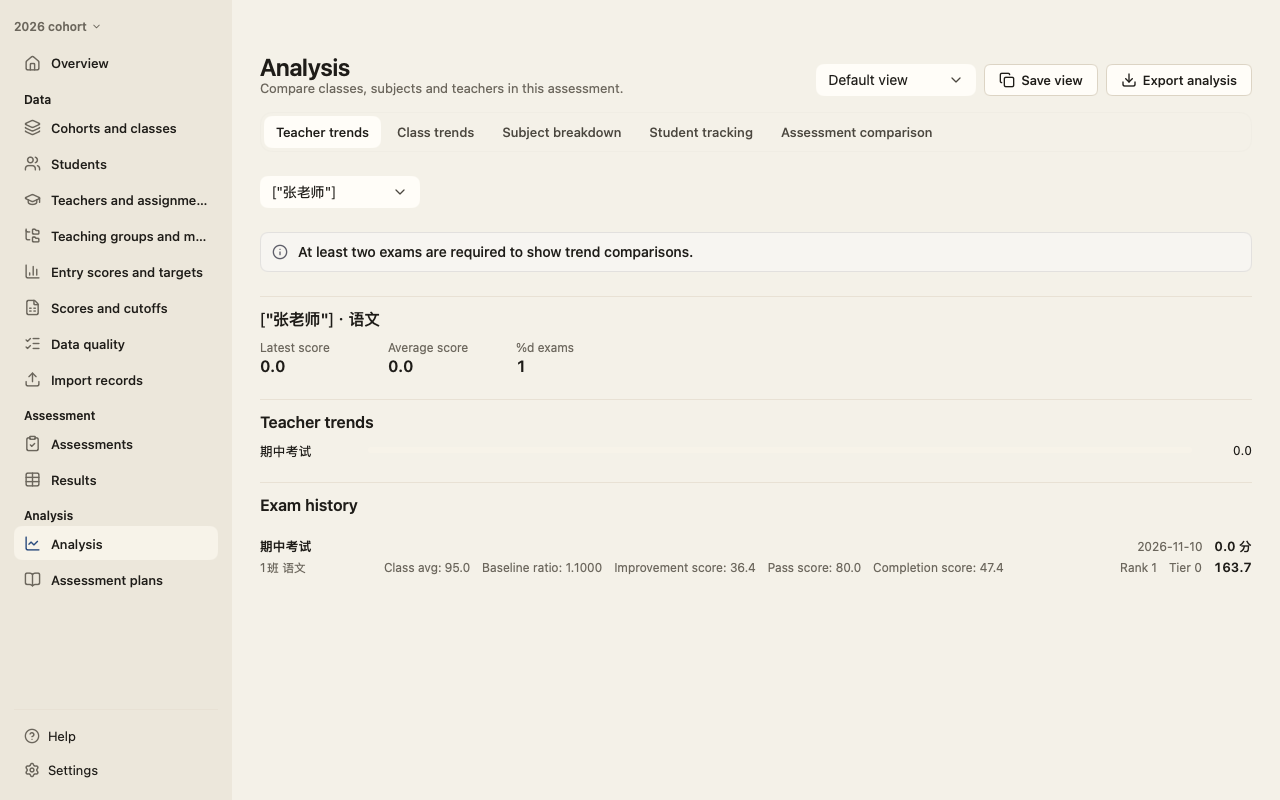 2026 cohort
Overview
Data
Cohorts and classes
Students
Teachers and assignme...
Teaching groups and m...
Entry scores and targets
Scores and cutoffs
Data quality
Import records
Assessment
Assessments
Results
Analysis
Analysis
Assessment plans
Help
Settings
Analysis
Compare classes, subjects and teachers in this assessment.
Default view
Save view
Export analysis
Teacher trends Class trends Subject breakdown Student tracking Assessment comparison
["张老师"]
At least two exams are required to show trend comparisons.
["张老师"] · 语文
Latest score Average score %d exams
0.0 0.0 1
Teacher trends
期中考试 0.0
Exam history
期中考试 2026-11-10 0.0 分
1班 语文 Class avg: 95.0 Baseline ratio: 1.1000 Improvement score: 36.4 Pass score: 80.0 Completion score: 47.4 Rank 1 Tier 0 163.7